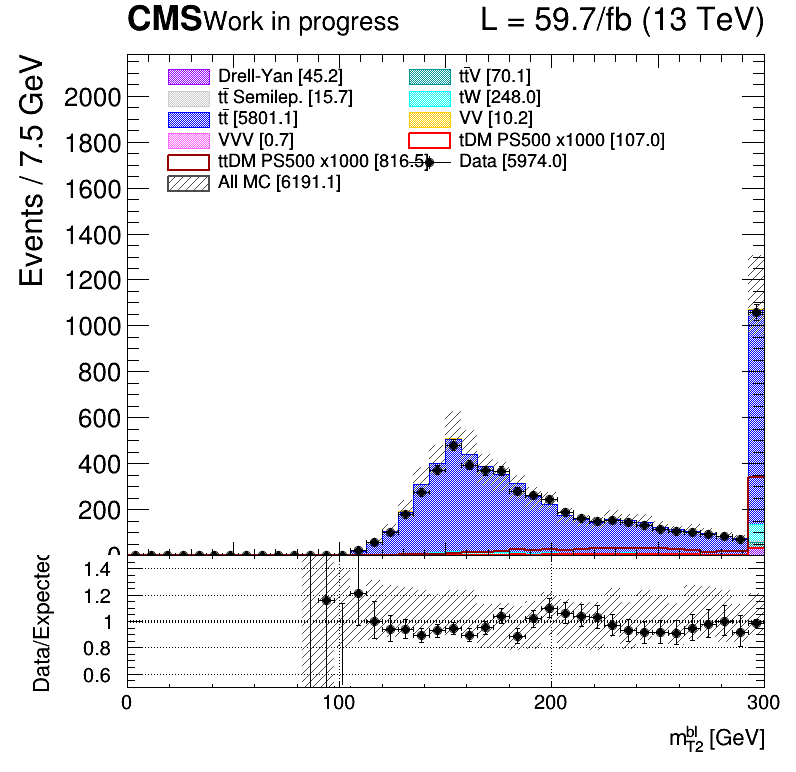 CMS Work in progress L = 59.7/fb (13 TeV)
Events / 7.5 GeV
2000
1800
1600
1400
1200
1000
800
600
400
200
0
Drell-Yan [45.2] tt̄V [70.1]
tt̄ Semilep. [15.7] tW [248.0]
tt̄ [5801.1] VV [10.2]
VVV [0.7] tDM PS500 x1000 [107.0]
ttDM PS500 x1000 [816.5] Data [5974.0]
All MC [6191.1]
Data/Expected
1.4
1.2
1
0.8
0.6
0 100 200 300
m_{T2}^{bl} [GeV]